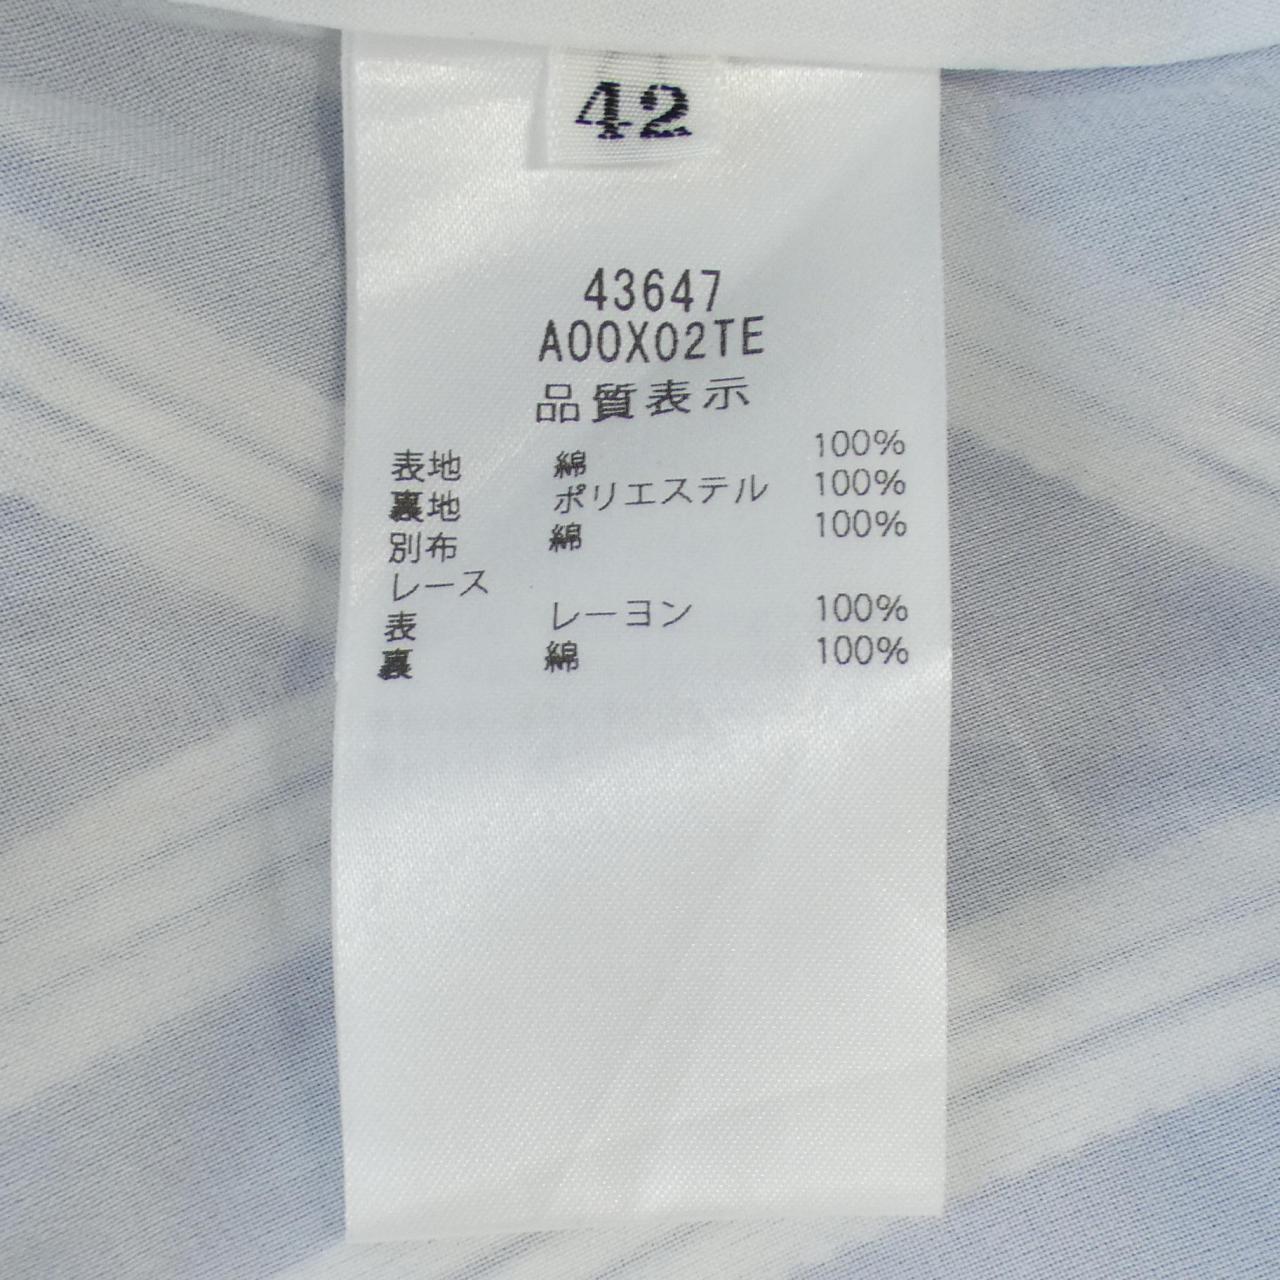 42
43647
A00X02TE
品質表示
表地 綿 100%
裏地 ポリエステル 100%
別布 綿 100%
レース
表 レーヨン 100%
裏 綿 100%